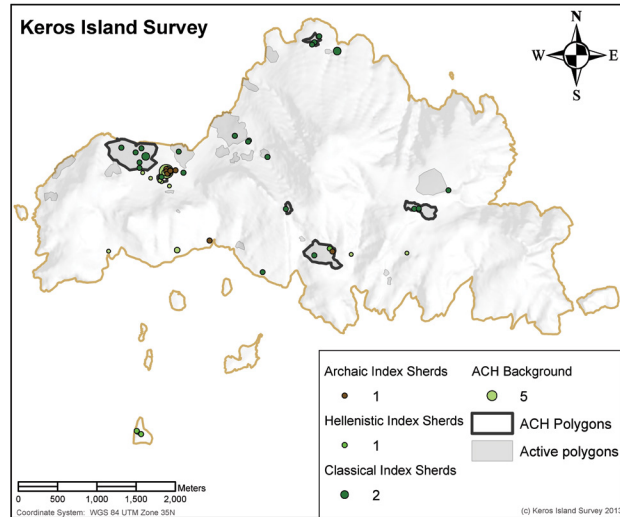 Keros Island Survey
N
W E
S
Archaic Index Sherds
1
Hellenistic Index Sherds
1
Classical Index Sherds
2
ACH Background
5
ACH Polygons
Active polygons
Meters
0 500 1,000 1,500 2,000
Coordinate System: WGS 84 UTM Zone 35N
(c) Keros Island Survey 2013